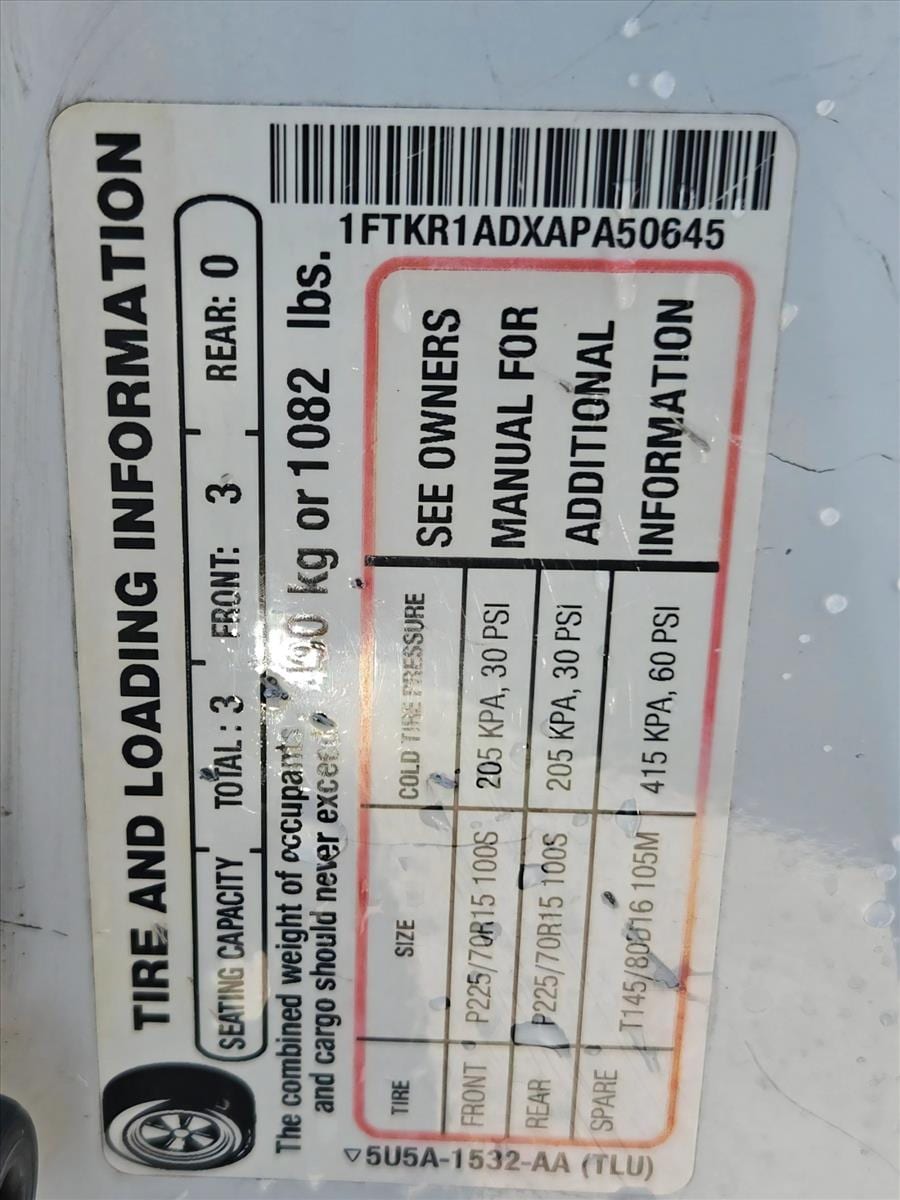 TIRE AND LOADING INFORMATION
SEATING CAPACITY TOTAL: 3 FRONT: 3 REAR: 0
The combined weight of occupants
and cargo should never exceed kg or 1082 lbs.
1FTKR1ADXAPA50645
TIRE SIZE COLD TIRE PRESSURE
FRONT P225/70R15 100S 205 KPA, 30 PSI
REAR P225/70R15 100S 205 KPA, 30 PSI
SPARE T145/80D16 105M 415 KPA, 60 PSI
SEE OWNERS
MANUAL FOR
ADDITIONAL
INFORMATION
▽5U5A-1532-AA (TLU)